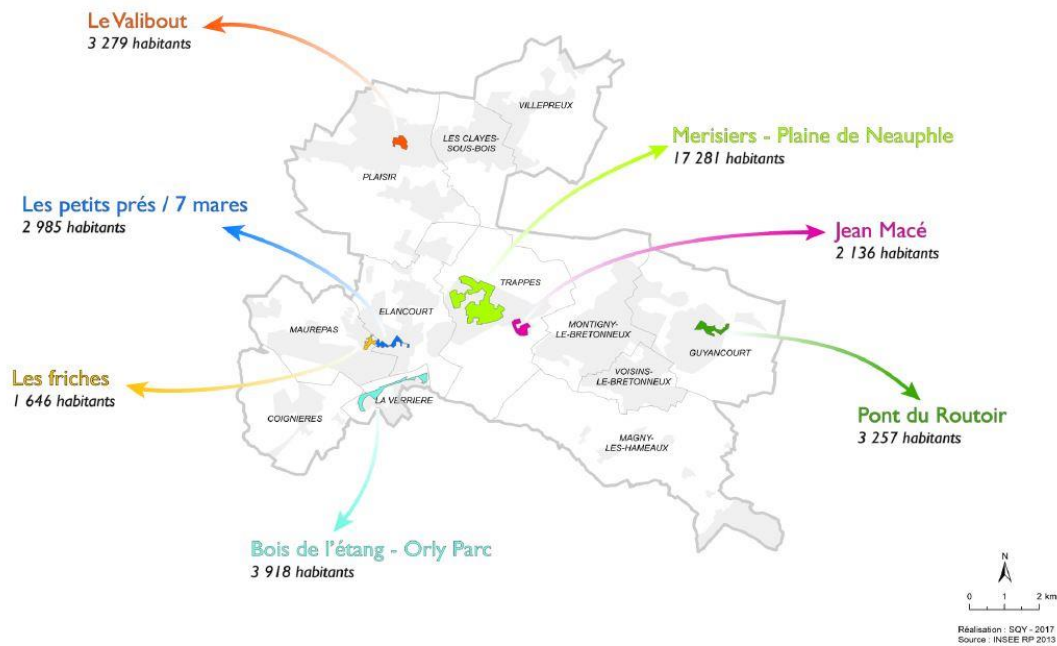 Le Valibout
3 279 habitants
VILLEPREUX
LES CLAYES-
SOUS-BOIS
Merisiers - Plaine de Neauphle
17 281 habitants
PLAISIR
Les petits prés / 7 mares
2 985 habitants
Jean Macé
2 136 habitants
TRAPPES
ELANCOURT
MAUREPAS
MONTIGNY-
LE-BRETONNEUX
GUYANCOURT
VOISINS-
LE-BRETONNEUX
Les friches
1 646 habitants
LA VERRIERE
COIGNIERES
Pont du Routoir
3 257 habitants
MAGNY-
LES-HAMEAUX
Bois de l'étang - Orly Parc
3 918 habitants
N
0 1 2 km
Réalisation : SQY - 2017
Source : INSEE RP 2013